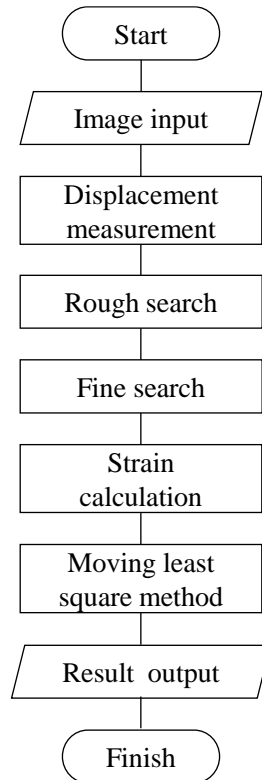 Start
Image input
Displacement
measurement
Rough search
Fine search
Strain
calculation
Moving least
square method
Result output
Finish